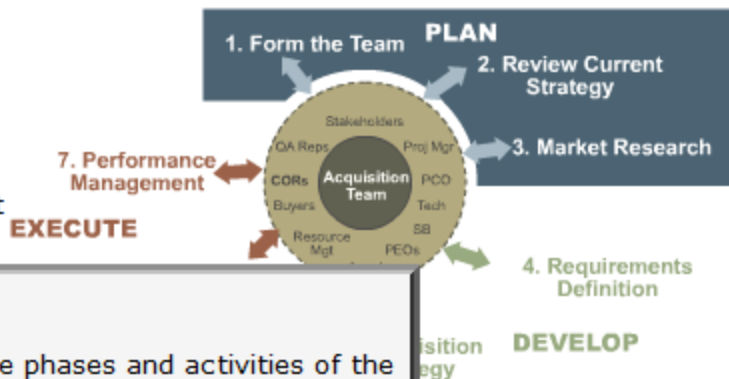 PLAN
1. Form the Team
2. Review Current
Strategy
3. Market Research
Stakeholders
QA Reps
Proj Mgr
CORs
Acquisition
Team
PCO
Buyers
Tech
SB
Resource
Mgt
PEOs
7. Performance
Management
t
EXECUTE
4. Requirements
Definition
DEVELOP
isition
egy
e phases and activities of the